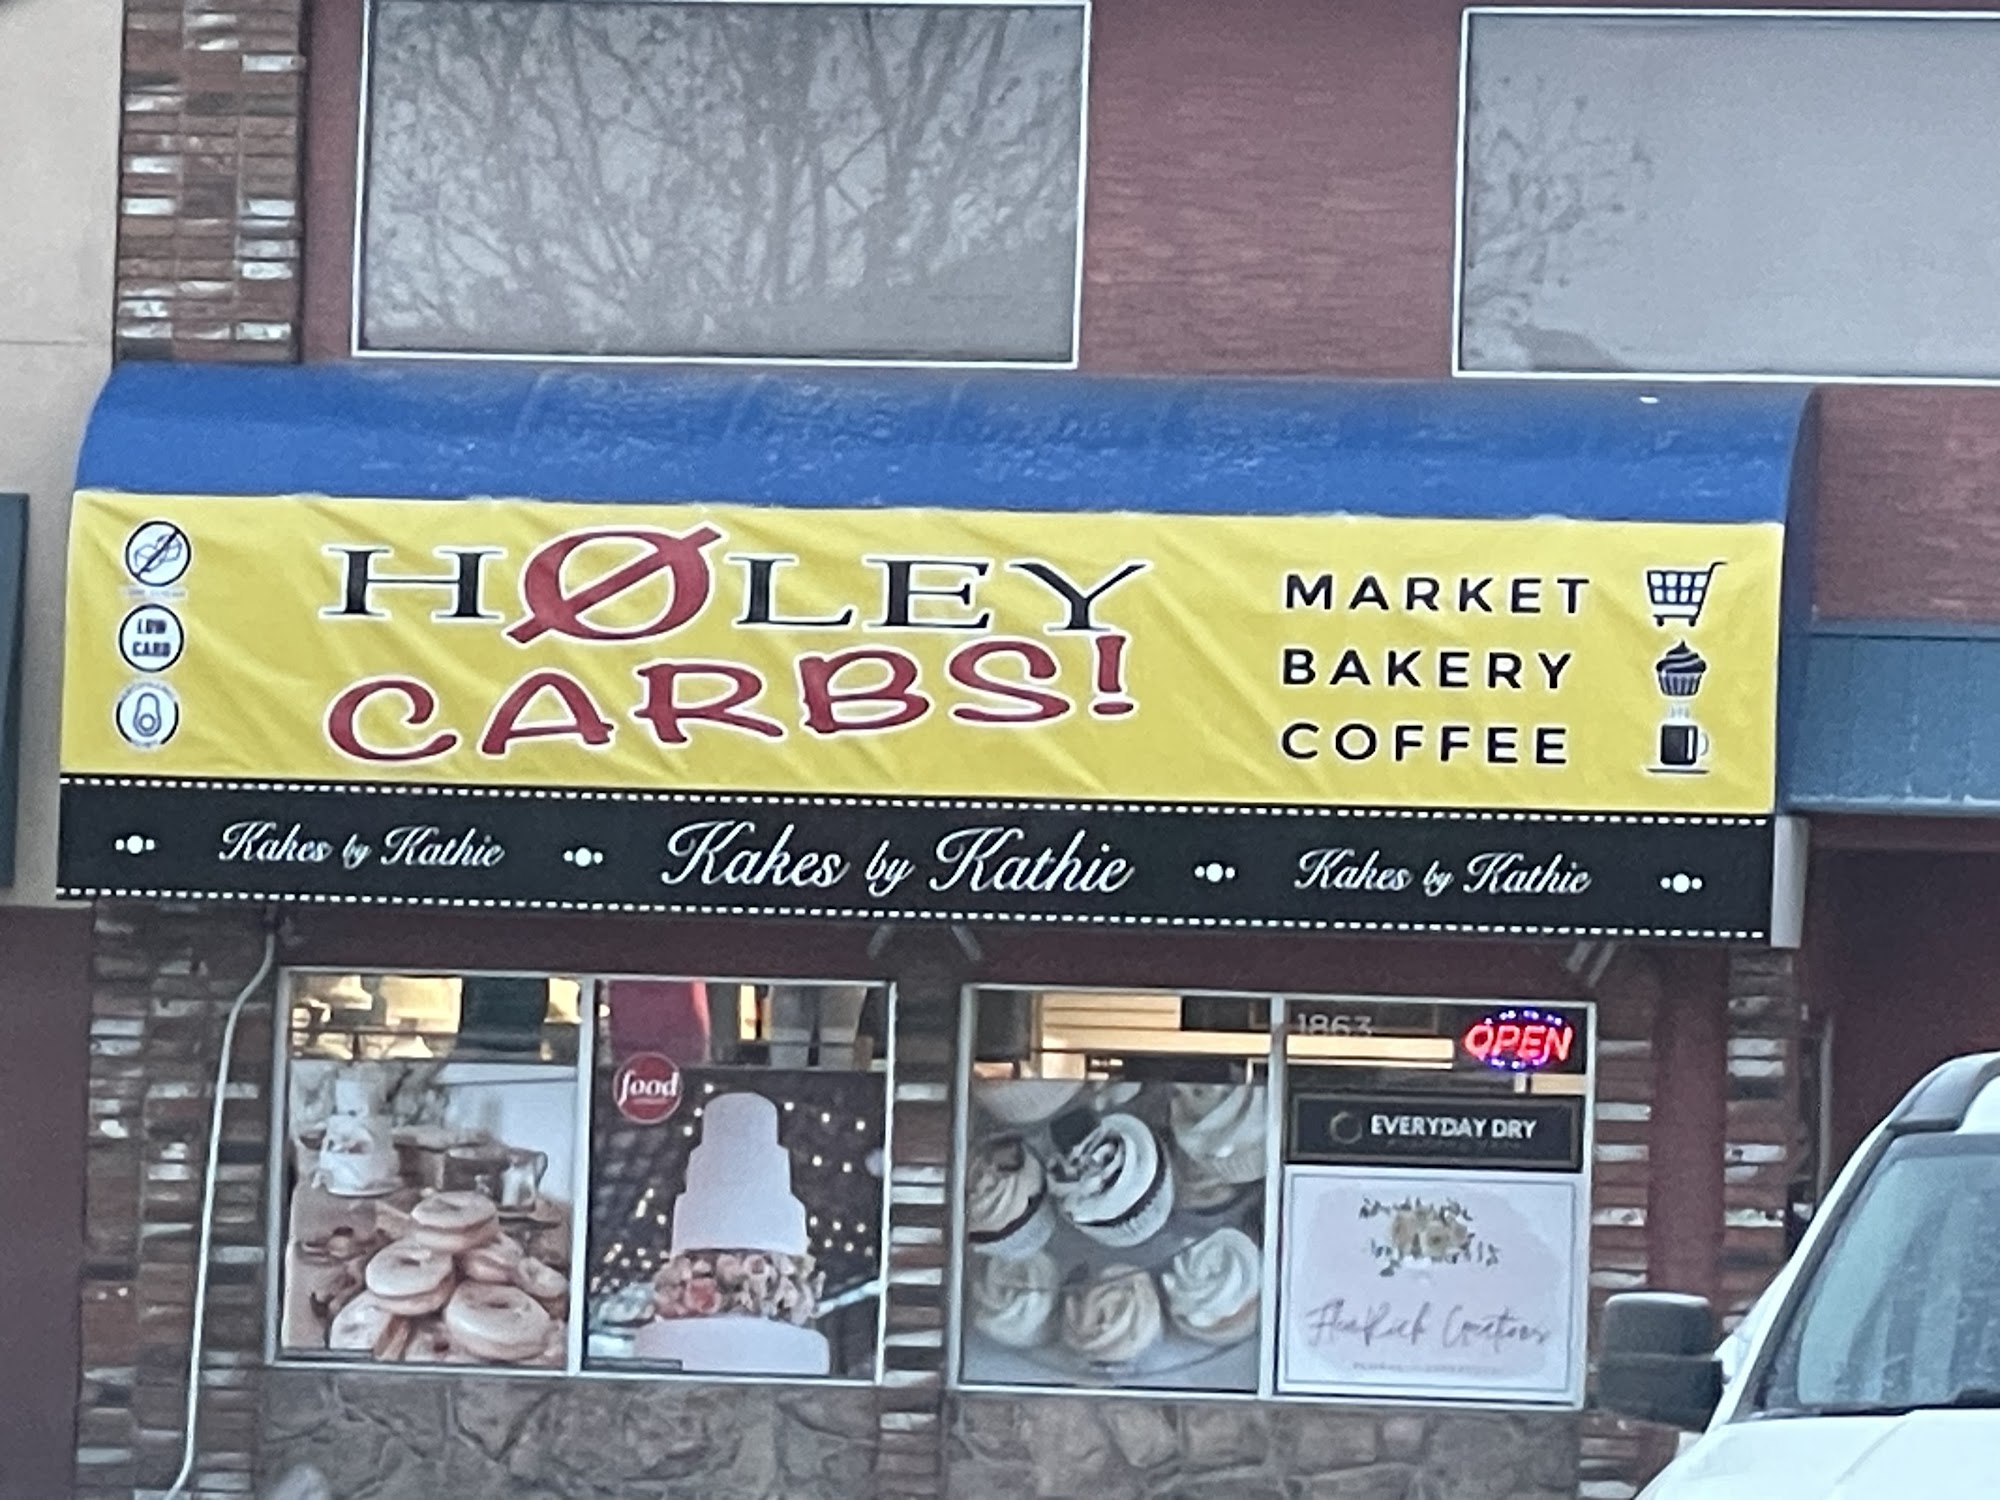 HØLEY
CARBS!
LOW
CARB
MARKET
BAKERY
COFFEE
Kakes by Kathie
Kakes by Kathie
Kakes by Kathie
1863
OPEN
food
EVERYDAY DRY
Creations